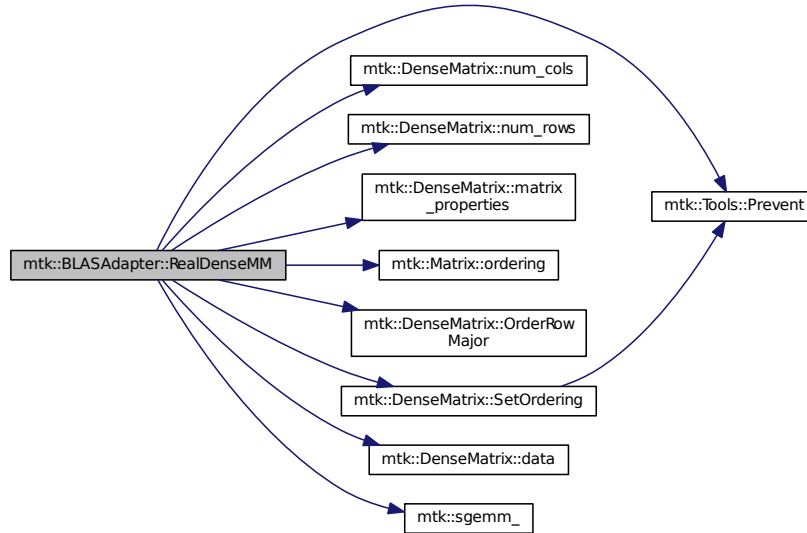 mtk::DenseMatrix::num_cols
mtk::DenseMatrix::num_rows
mtk::DenseMatrix::matrix
_properties
mtk::Tools::Prevent
mtk::BLASAdapter::RealDenseMM
mtk::Matrix::ordering
mtk::DenseMatrix::OrderRow
Major
mtk::DenseMatrix::SetOrdering
mtk::DenseMatrix::data
mtk::sgemm_